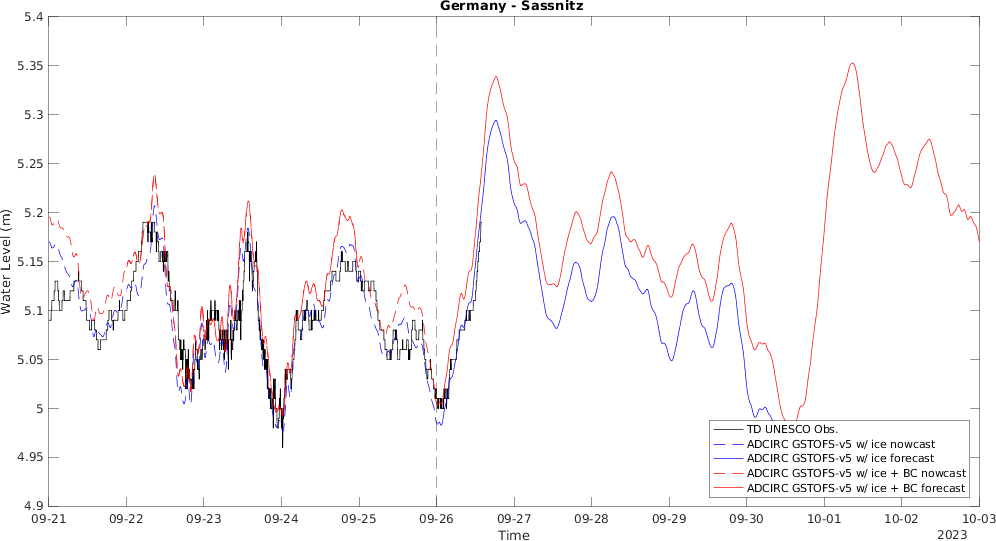 Germany - Sassnitz
5.4
5.35
5.3
5.25
5.2
5.15
5.1
5.05
5
4.95
4.9
Water Level (m)
TD UNESCO Obs.
ADCIRC GSTOFS-v5 w/ ice nowcast
ADCIRC GSTOFS-v5 w/ ice forecast
ADCIRC GSTOFS-v5 w/ ice + BC nowcast
ADCIRC GSTOFS-v5 w/ ice + BC forecast
09-21 09-22 09-23 09-24 09-25 09-26 09-27 09-28 09-29 09-30 10-01 10-02 10-03
Time
2023